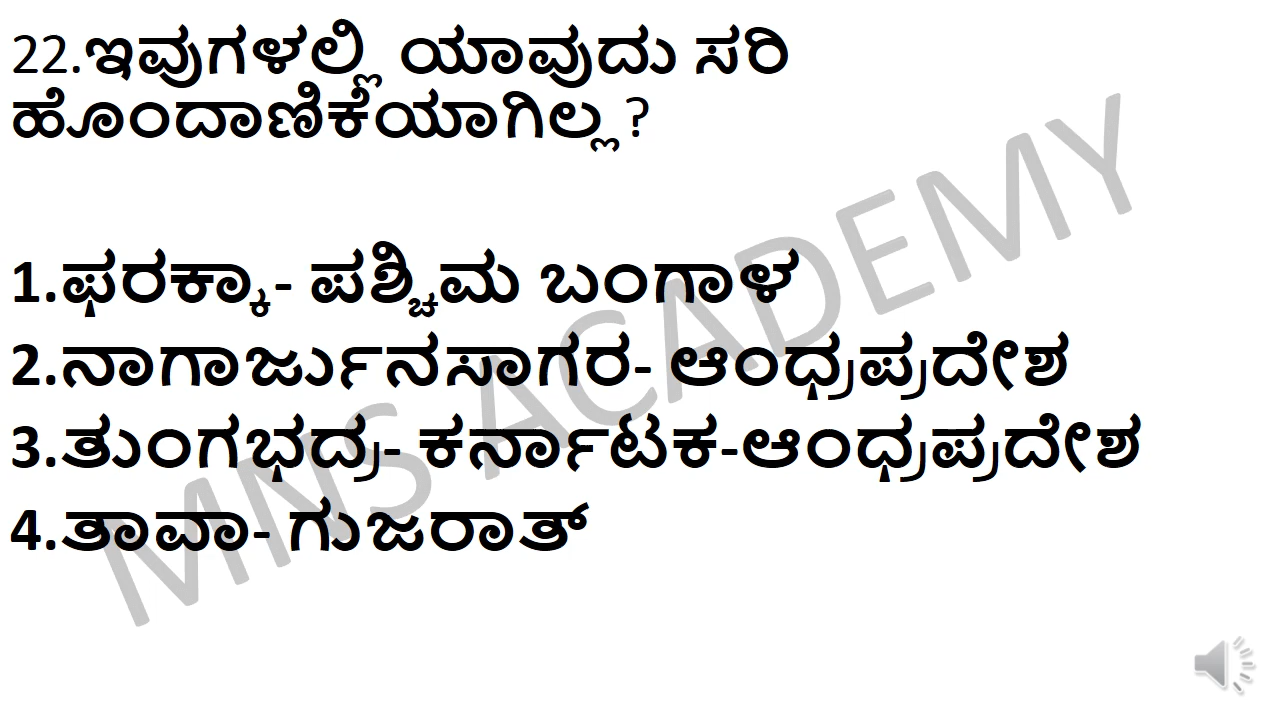 22.ಇವುಗಳಲ್ಲಿ ಯಾವುದು ಸರಿ
ಹೊಂದಾಣಿಕೆಯಾಗಿಲ್ಲ?
1.ಫರಕ್ಕಾ- ಪಶ್ಚಿಮ ಬಂಗಾಳ
2.ನಾಗಾರ್ಜುನಸಾಗರ- ಆಂಧ್ರಪ್ರದೇಶ
3.ತುಂಗಭದ್ರ- ಕರ್ನಾಟಕ-ಆಂಧ್ರಪ್ರದೇಶ
4.ತಾವಾ- ಗುಜರಾತ್
MNS ACADEMY